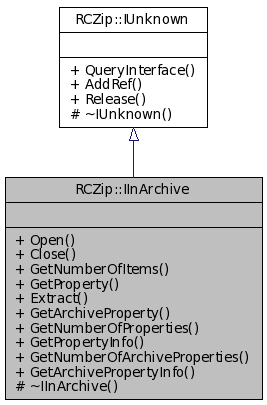 RCZip::IUnknown
+ QueryInterface()
+ AddRef()
+ Release()
# ~IUnknown()
RCZip::IInArchive
+ Open()
+ Close()
+ GetNumberOfItems()
+ GetProperty()
+ Extract()
+ GetArchiveProperty()
+ GetNumberOfProperties()
+ GetPropertyInfo()
+ GetNumberOfArchiveProperties()
+ GetArchivePropertyInfo()
# ~IInArchive()